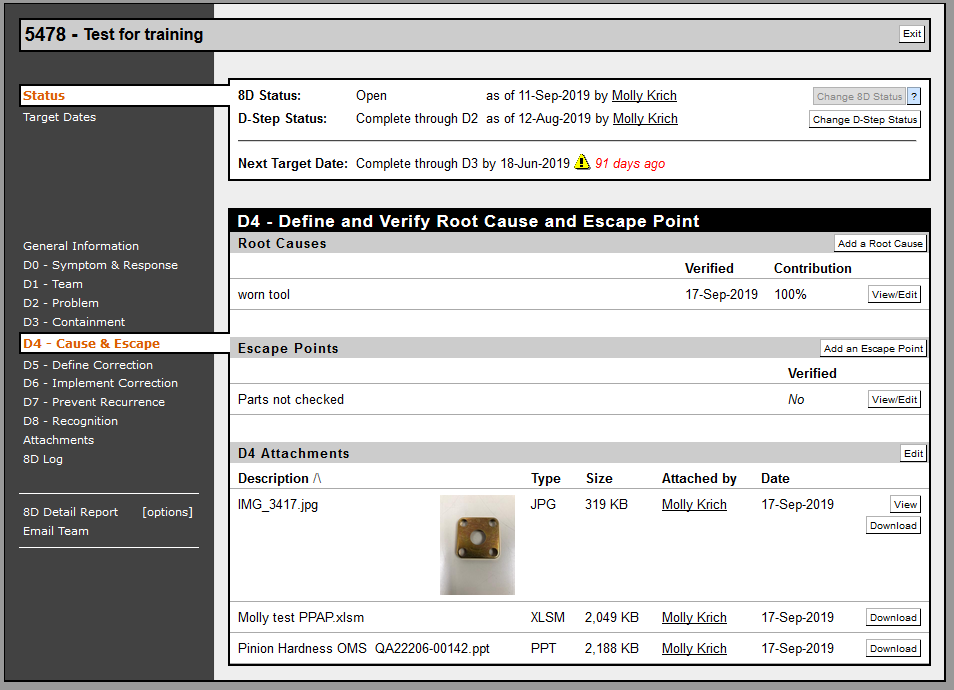 5478 - Test for training
Exit
Status
Target Dates
8D Status: Open as of 11-Sep-2019 by Molly Krich Change 8D Status ?
D-Step Status: Complete through D2 as of 12-Aug-2019 by Molly Krich Change D-Step Status
Next Target Date: Complete through D3 by 18-Jun-2019 91 days ago
General Information
D0 - Symptom & Response
D1 - Team
D2 - Problem
D3 - Containment
D4 - Cause & Escape
D5 - Define Correction
D6 - Implement Correction
D7 - Prevent Recurrence
D8 - Recognition
Attachments
8D Log
8D Detail Report [options]
Email Team
D4 - Define and Verify Root Cause and Escape Point
Root Causes Add a Root Cause
Verified Contribution
worn tool 17-Sep-2019 100% View/Edit
Escape Points Add an Escape Point
Verified
Parts not checked No View/Edit
D4 Attachments Edit
Description /\ Type Size Attached by Date
IMG_3417.jpg JPG 319 KB Molly Krich 17-Sep-2019 View
Download
Molly test PPAP.xlsm XLSM 2,049 KB Molly Krich 17-Sep-2019 Download
Pinion Hardness OMS QA22206-00142.ppt PPT 2,188 KB Molly Krich 17-Sep-2019 Download